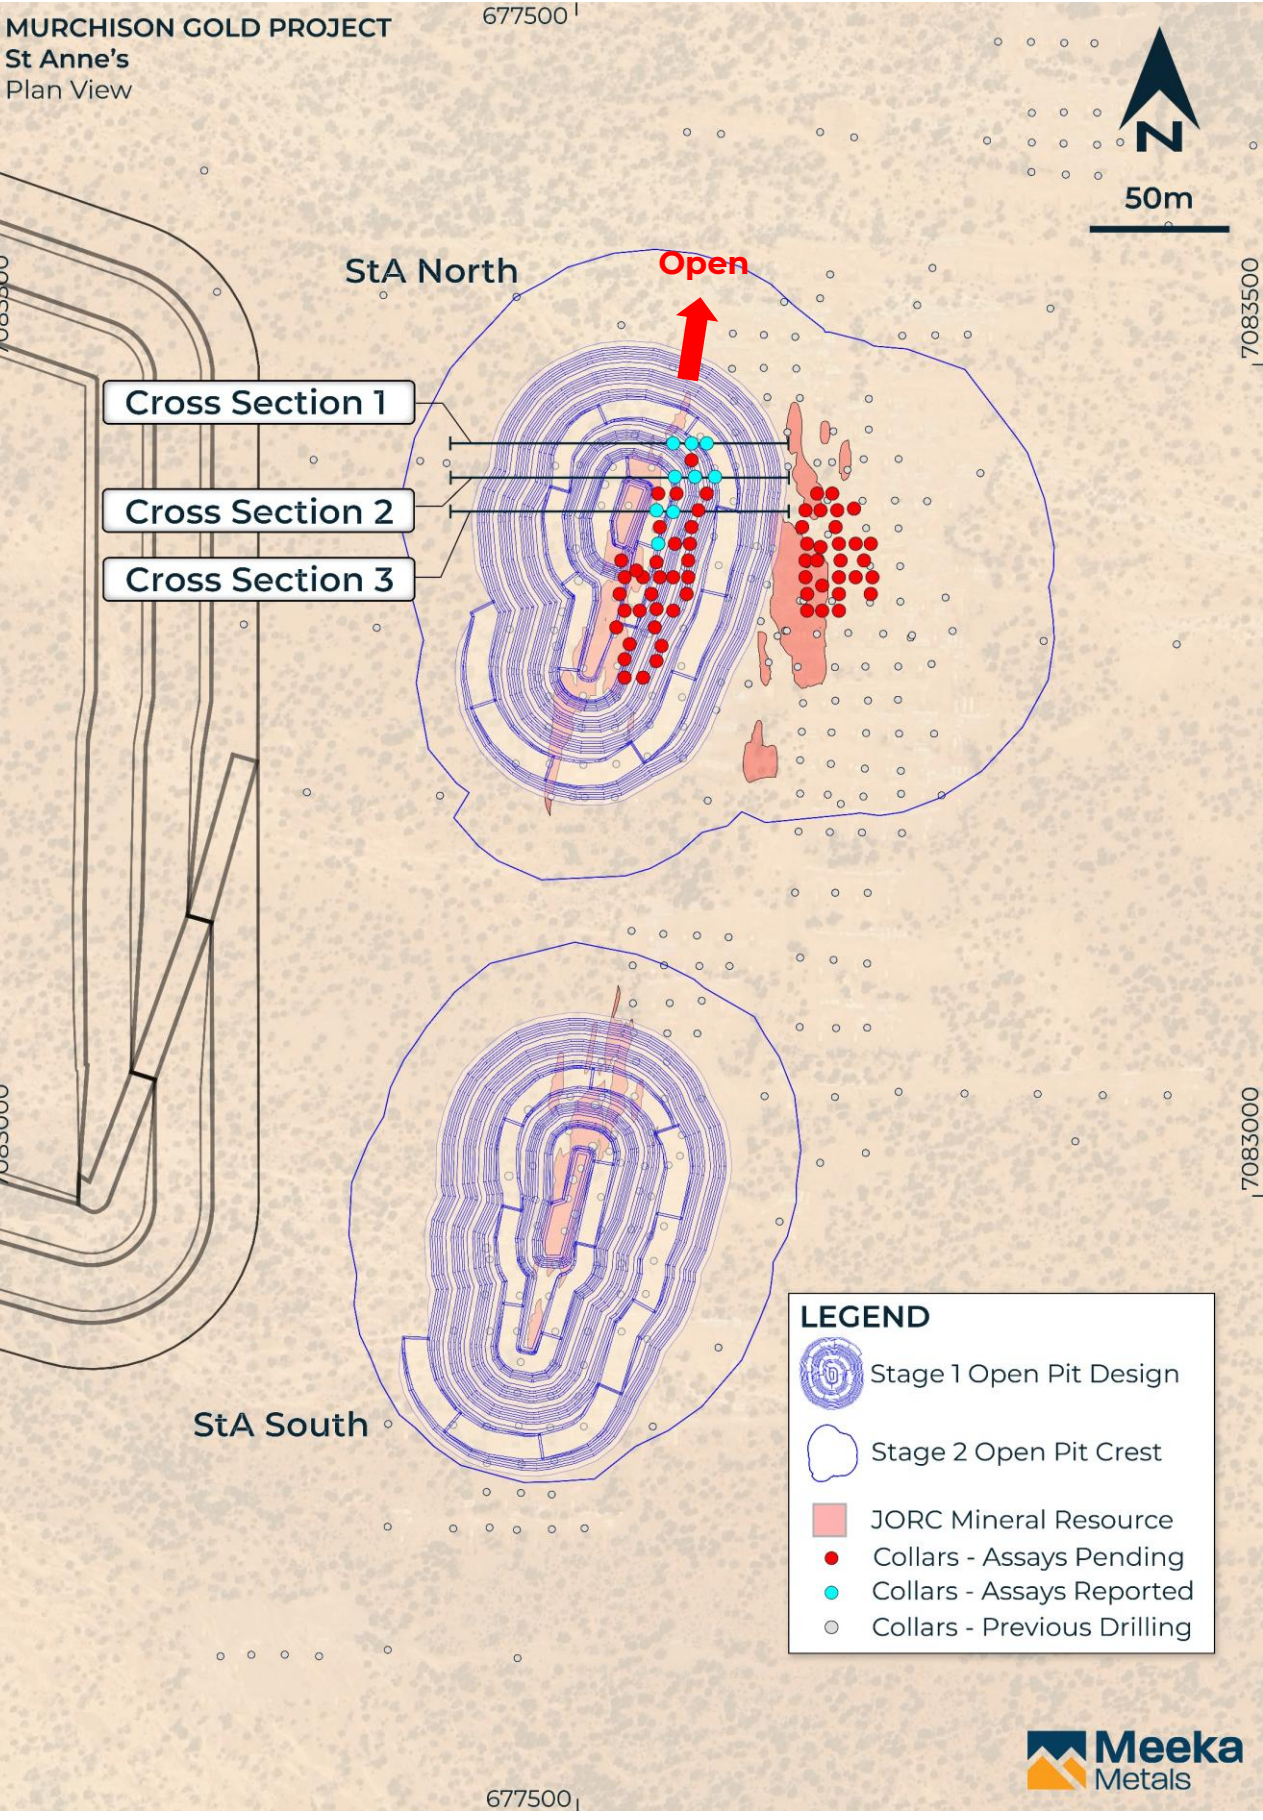 677500
MURCHISON GOLD PROJECT
St Anne's
Plan View
N
50m
StA North
Open
7083500
Cross Section 1
Cross Section 2
Cross Section 3
7083000
LEGEND
Stage 1 Open Pit Design
Stage 2 Open Pit Crest
StA South
JORC Mineral Resource
Collars - Assays Pending
Collars - Assays Reported
Collars - Previous Drilling
Meeka
Metals
677500